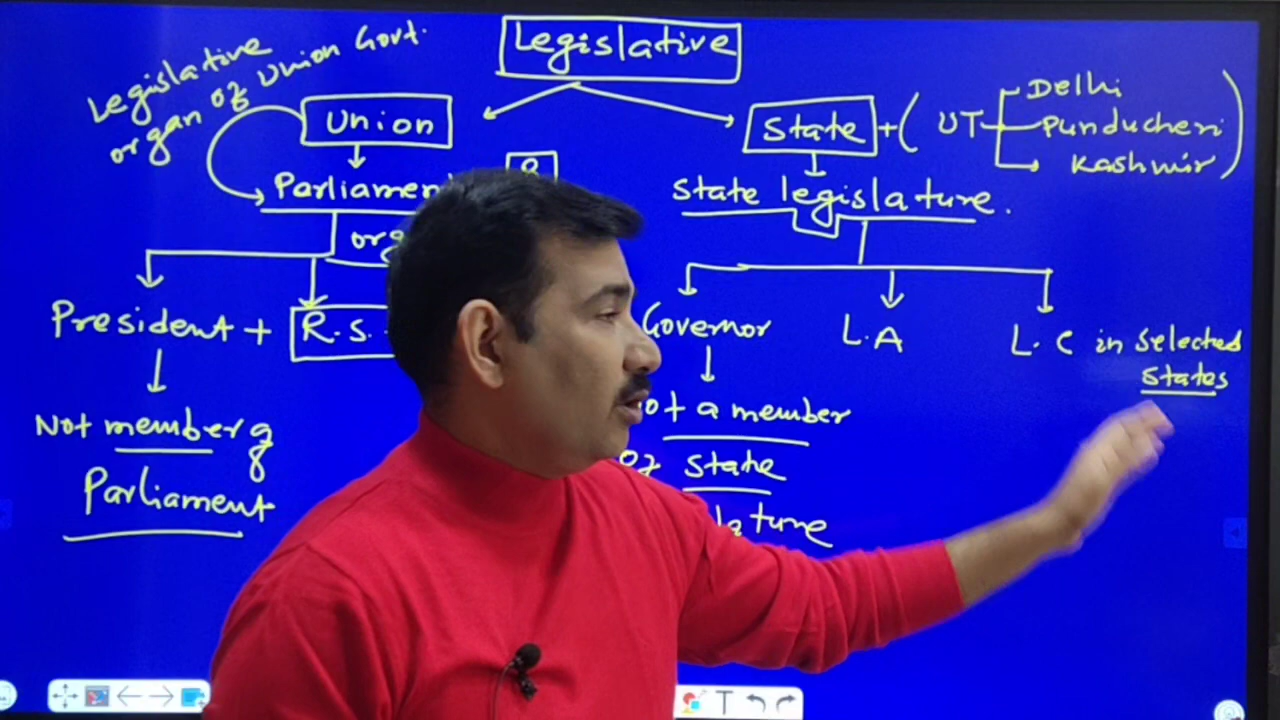 Legislative
Legislative
organ of Union Govt.
Union
State + ( UT
Delhi
Punducheri
Kashmir )
State legislature.
President + R.S.
Governor
L.A
L.C in selected
states
Not member of
Parliament
a member
of state
T